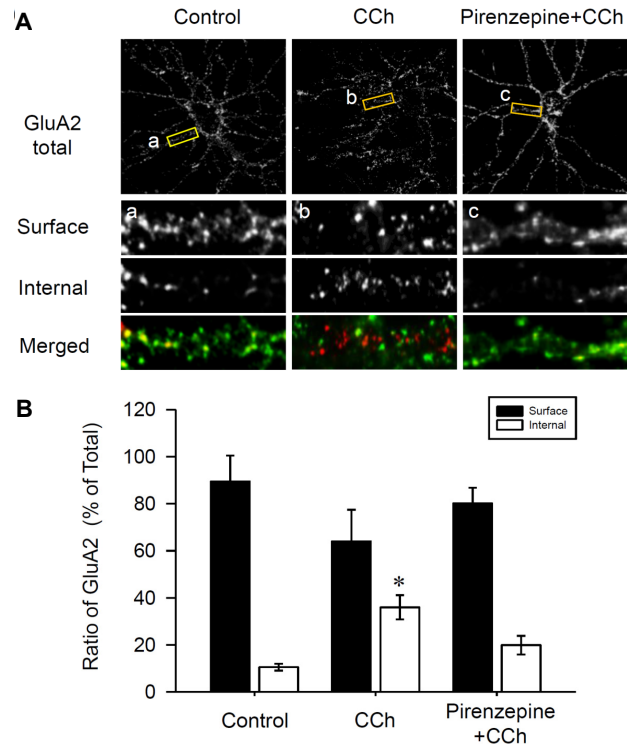 A
Control CCh Pirenzepine+CCh
GluA2
total
a
b
c
Surface
a b c
Internal
Merged
B
120
100
80
60
40
20
0
Ratio of GluA2 (% of Total)
Surface
Internal
*
Control CCh Pirenzepine
+CCh